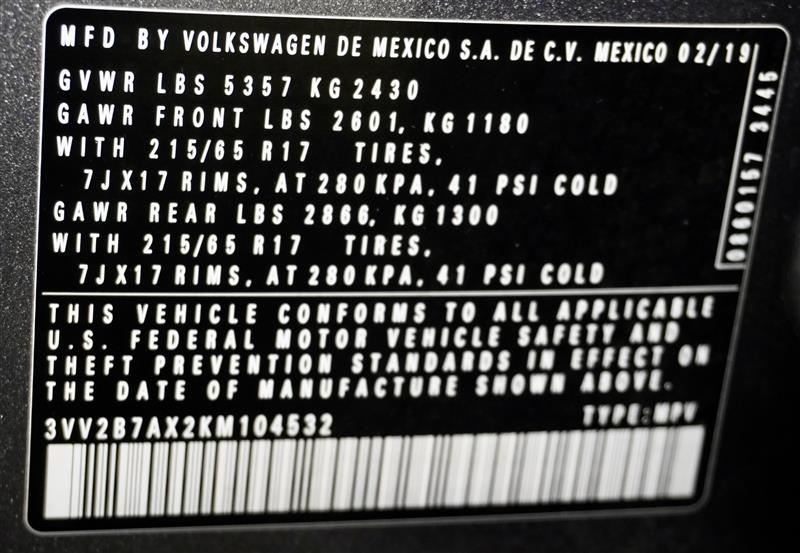 MFD BY VOLKSWAGEN DE MEXICO S.A. DE C.V. MEXICO 02/19
GVWR LBS 5357 KG 2430
GAWR FRONT LBS 2601, KG 1180
WITH 215/65 R17 TIRES,
7JX17 RIMS, AT 280 KPA, 41 PSI COLD
GAWR REAR LBS 2866, KG 1300
WITH 215/65 R17 TIRES,
7JX17 RIMS, AT 280 KPA, 41 PSI COLD
0860157 3445
THIS VEHICLE CONFORMS TO ALL APPLICABLE
U.S. FEDERAL MOTOR VEHICLE SAFETY AND
THEFT PREVENTION STANDARDS IN EFFECT ON
THE DATE OF MANUFACTURE SHOWN ABOVE.
3VV2B7AX2KM104532 TYPE:MPV